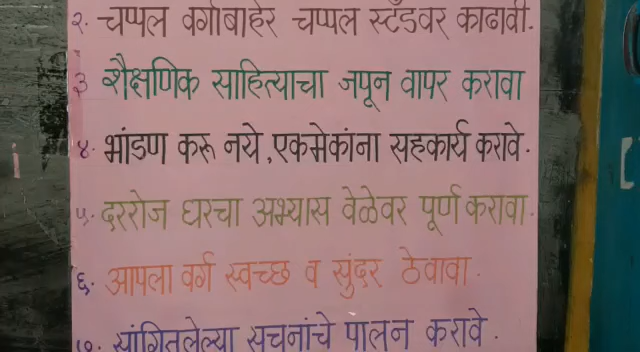 २. चप्पल वर्गाबाहेर चप्पल स्टँडवर काढावी.
३ शैक्षणिक साहित्याचा जपून वापर करावा
४. भांडण करू नये, एकमेकांना सहकार्य करावे.
५. दररोज घरचा अभ्यास वेळेवर पूर्ण करावा.
६. आपला वर्ग स्वच्छ व सुंदर ठेवावा.
७. सांगितलेल्या सूचनांचे पालन करावे.